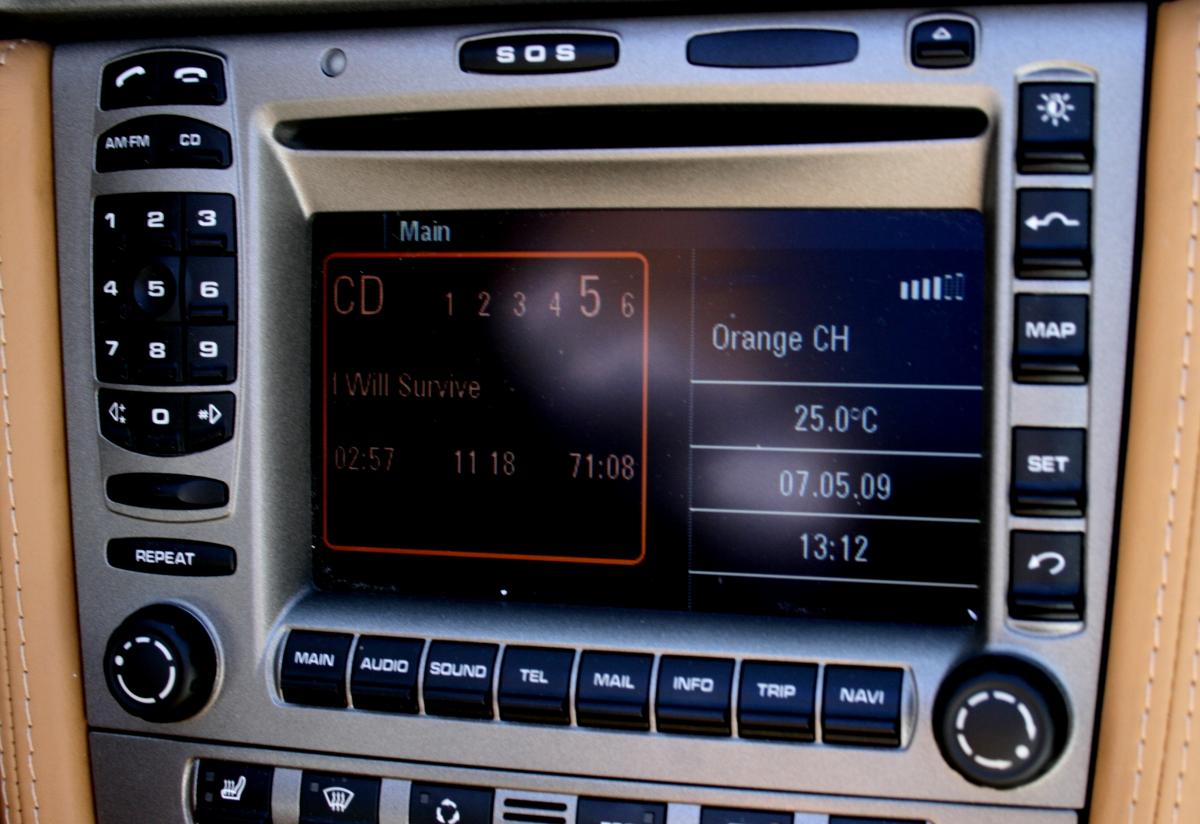 SOS
AM·FM CD
1 2 3
4 5 6
7 8 9
0 #
REPEAT
Main
CD 1 2 3 4 5 6
I Will Survive
02:57 11 18 71:08
Orange CH
25.0°C
07.05.09
13:12
MAP
SET
MAIN AUDIO SOUND TEL MAIL INFO TRIP NAVI